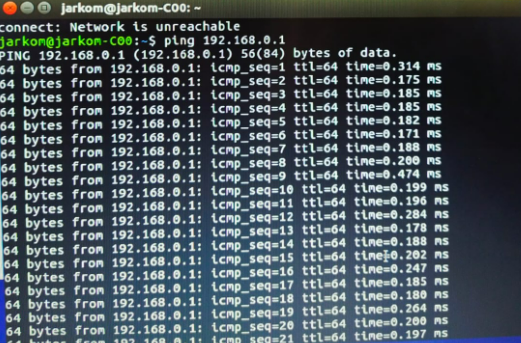 jarkom@jarkom-C00: ~
connect: Network is unreachable
jarkom@jarkom-C00:~$ ping 192.168.0.1
PING 192.168.0.1 (192.168.0.1) 56(84) bytes of data.
64 bytes from 192.168.0.1: icmp_seq=1 ttl=64 time=0.314 ms
64 bytes from 192.168.0.1: icmp_seq=2 ttl=64 time=0.175 ms
64 bytes from 192.168.0.1: icmp_seq=3 ttl=64 time=0.185 ms
64 bytes from 192.168.0.1: icmp_seq=4 ttl=64 time=0.185 ms
64 bytes from 192.168.0.1: icmp_seq=5 ttl=64 time=0.182 ms
64 bytes from 192.168.0.1: icmp_seq=6 ttl=64 time=0.171 ms
64 bytes from 192.168.0.1: icmp_seq=7 ttl=64 time=0.188 ms
64 bytes from 192.168.0.1: icmp_seq=8 ttl=64 time=0.200 ms
64 bytes from 192.168.0.1: icmp_seq=9 ttl=64 time=0.474 ms
64 bytes from 192.168.0.1: icmp_seq=10 ttl=64 time=0.199 ms
64 bytes from 192.168.0.1: icmp_seq=11 ttl=64 time=0.196 ms
64 bytes from 192.168.0.1: icmp_seq=12 ttl=64 time=0.284 ms
64 bytes from 192.168.0.1: icmp_seq=13 ttl=64 time=0.178 ms
64 bytes from 192.168.0.1: icmp_seq=14 ttl=64 time=0.188 ms
64 bytes from 192.168.0.1: icmp_seq=15 ttl=64 time=0.202 ms
64 bytes from 192.168.0.1: icmp_seq=16 ttl=64 time=0.247 ms
64 bytes from 192.168.0.1: icmp_seq=17 ttl=64 time=0.185 ms
64 bytes from 192.168.0.1: icmp_seq=18 ttl=64 time=0.180 ms
64 bytes from 192.168.0.1: icmp_seq=19 ttl=64 time=0.264 ms
64 bytes from 192.168.0.1: icmp_seq=20 ttl=64 time=0.200 ms
64 bytes from 192.168.0.1: icmp_seq=21 ttl=64 time=0.197 ms